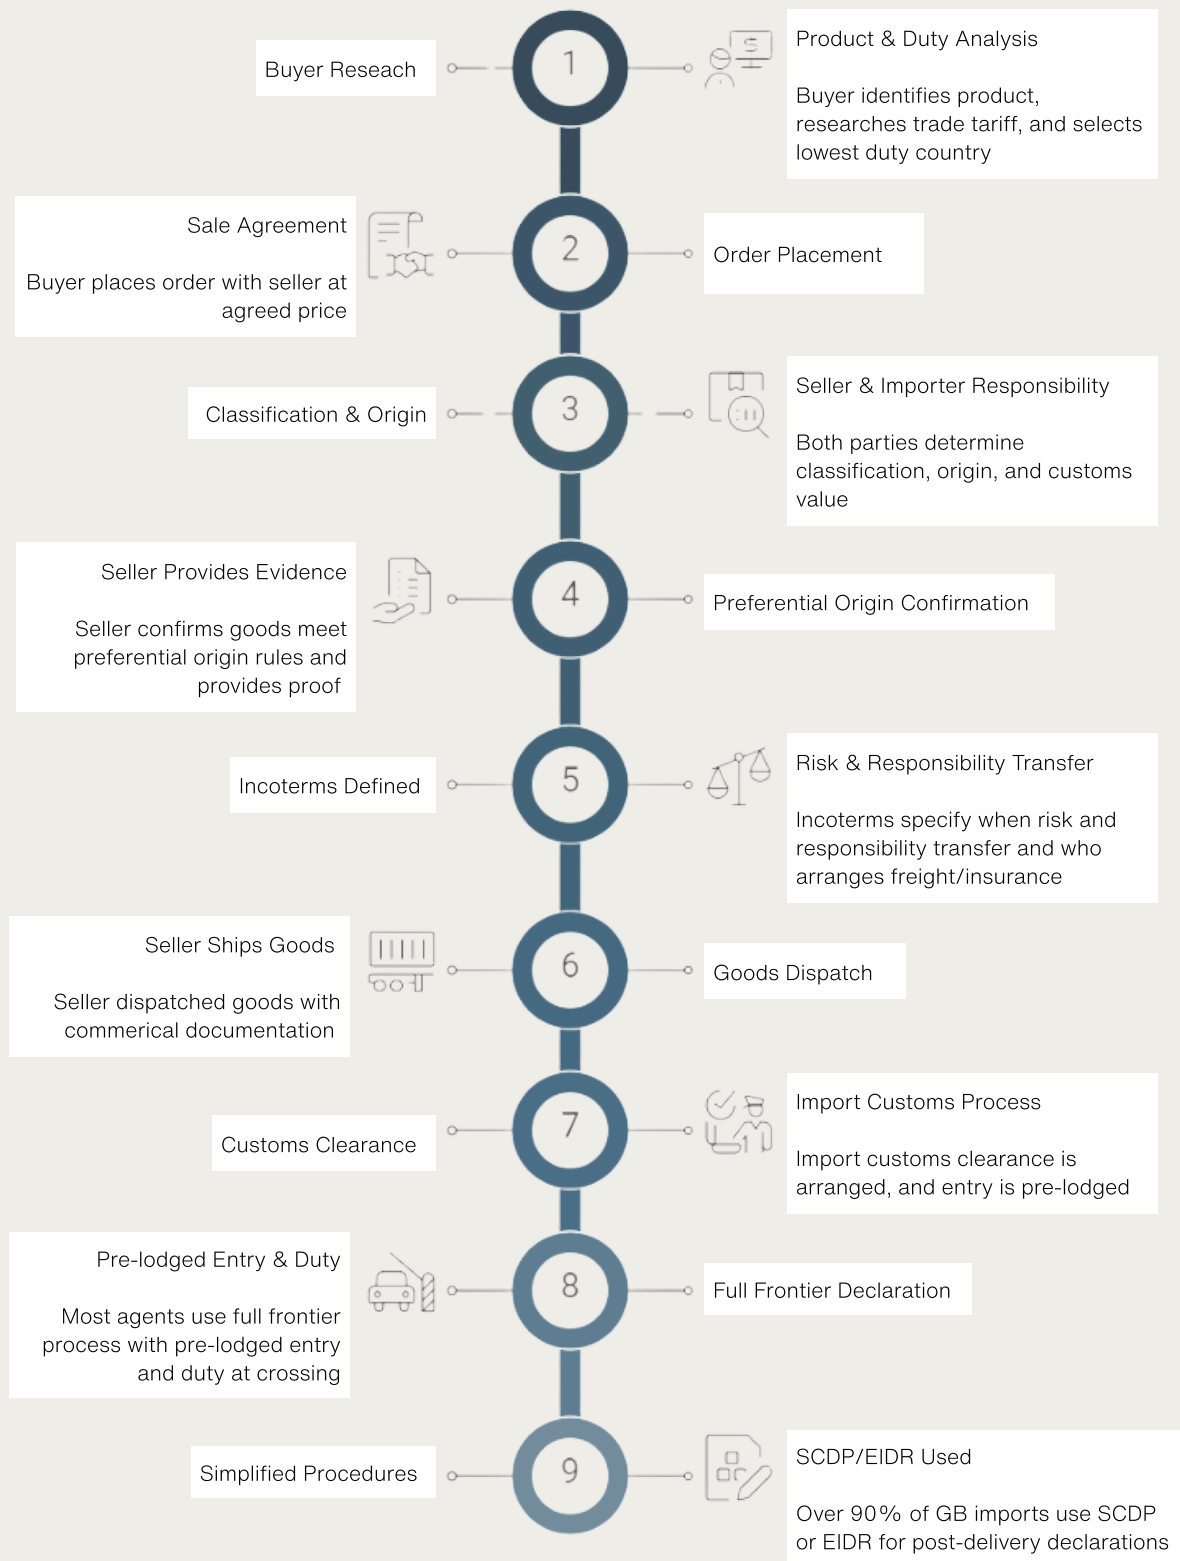 Buyer Reseach
1
Product & Duty Analysis
Buyer identifies product,
researches trade tariff, and selects
lowest duty country
Sale Agreement
Buyer places order with seller at
agreed price
2
Order Placement
Classification & Origin
3
Seller & Importer Responsibility
Both parties determine
classification, origin, and customs
value
Seller Provides Evidence
Seller confirms goods meet
preferential origin rules and
provides proof
4
Preferential Origin Confirmation
Incoterms Defined
5
Risk & Responsibility Transfer
Incoterms specify when risk and
responsibility transfer and who
arranges freight/insurance
Seller Ships Goods
Seller dispatched goods with
commerical documentation
6
Goods Dispatch
Customs Clearance
7
Import Customs Process
Import customs clearance is
arranged, and entry is pre-lodged
Pre-lodged Entry & Duty
Most agents use full frontier
process with pre-lodged entry
and duty at crossing
8
Full Frontier Declaration
Simplified Procedures
9
SCDP/EIDR Used
Over 90% of GB imports use SCDP
or EIDR for post-delivery declarations